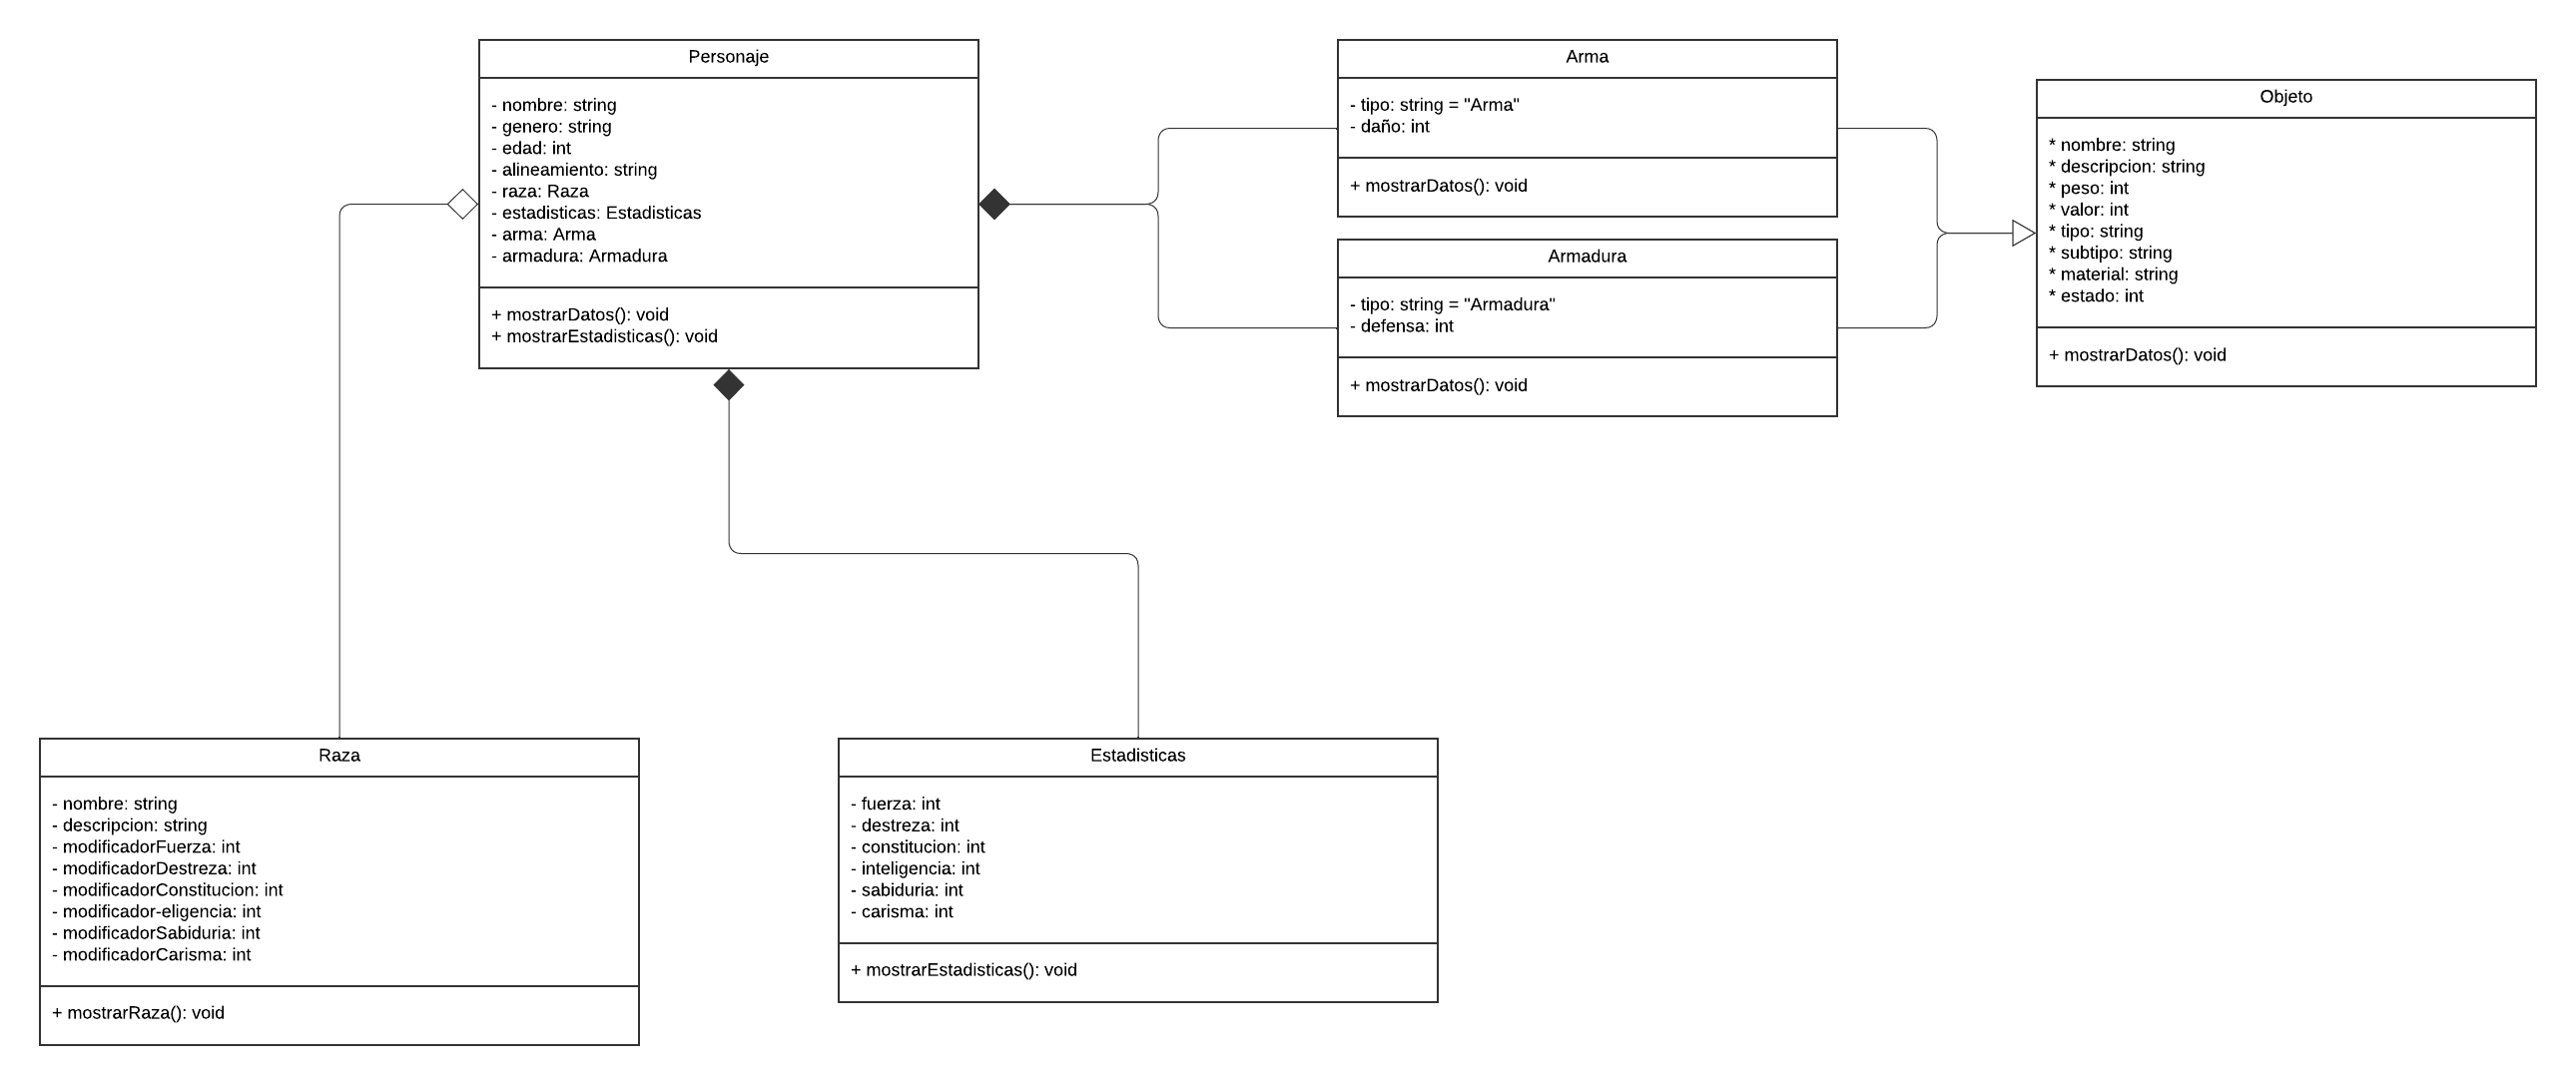 Personaje
- nombre: string
- genero: string
- edad: int
- alineamiento: string
- raza: Raza
- estadisticas: Estadisticas
- arma: Arma
- armadura: Armadura
+ mostrarDatos(): void
+ mostrarEstadisticas(): void
Arma
- tipo: string = "Arma"
- daño: int
+ mostrarDatos(): void
Armadura
- tipo: string = "Armadura"
- defensa: int
+ mostrarDatos(): void
Objeto
* nombre: string
* descripcion: string
* peso: int
* valor: int
* tipo: string
* subtipo: string
* material: string
* estado: int
+ mostrarDatos(): void
Raza
- nombre: string
- descripcion: string
- modificadorFuerza: int
- modificadorDestreza: int
- modificadorConstitucion: int
- modificador-eligencia: int
- modificadorSabiduria: int
- modificadorCarisma: int
+ mostrarRaza(): void
Estadisticas
- fuerza: int
- destreza: int
- constitucion: int
- inteligencia: int
- sabiduria: int
- carisma: int
+ mostrarEstadisticas(): void